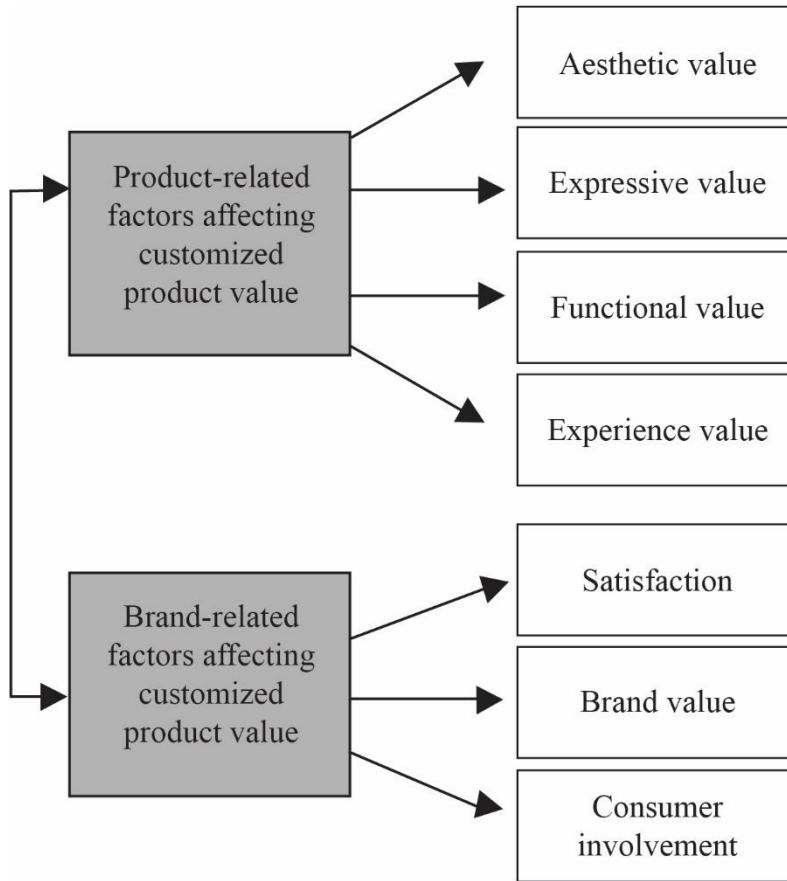 Product-related
factors affecting
customized
product value
Aesthetic value
Expressive value
Functional value
Experience value
Brand-related
factors affecting
customized
product value
Satisfaction
Brand value
Consumer
involvement